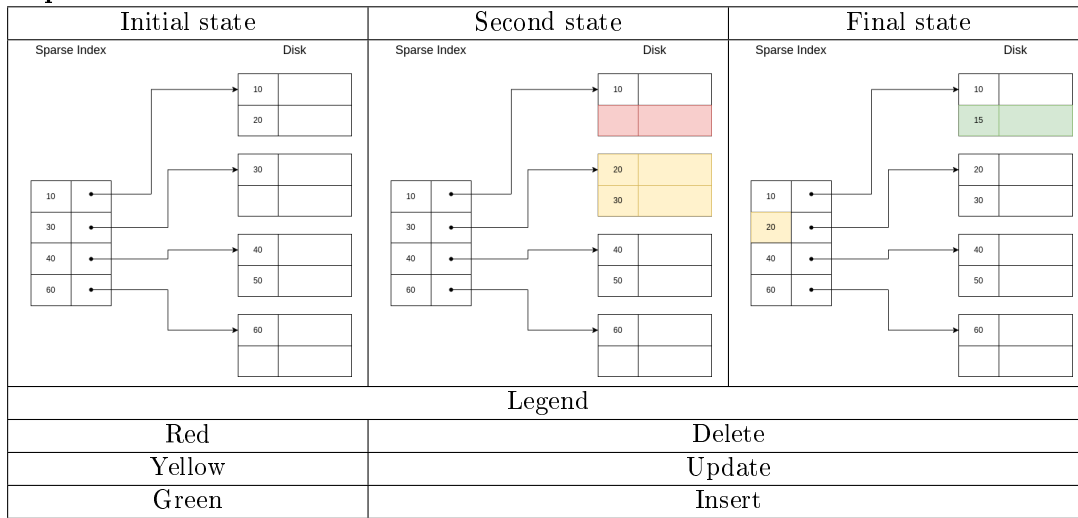 Initial state Second state Final state
Sparse Index Disk Sparse Index Disk Sparse Index Disk
10 10 10
20 15
30 20 20
10 10 10
30 30
30 30 20
40 40 40
40 40 40
50 50 50
60 60 60
60 60 60
Legend
Red Delete
Yellow Update
Green Insert